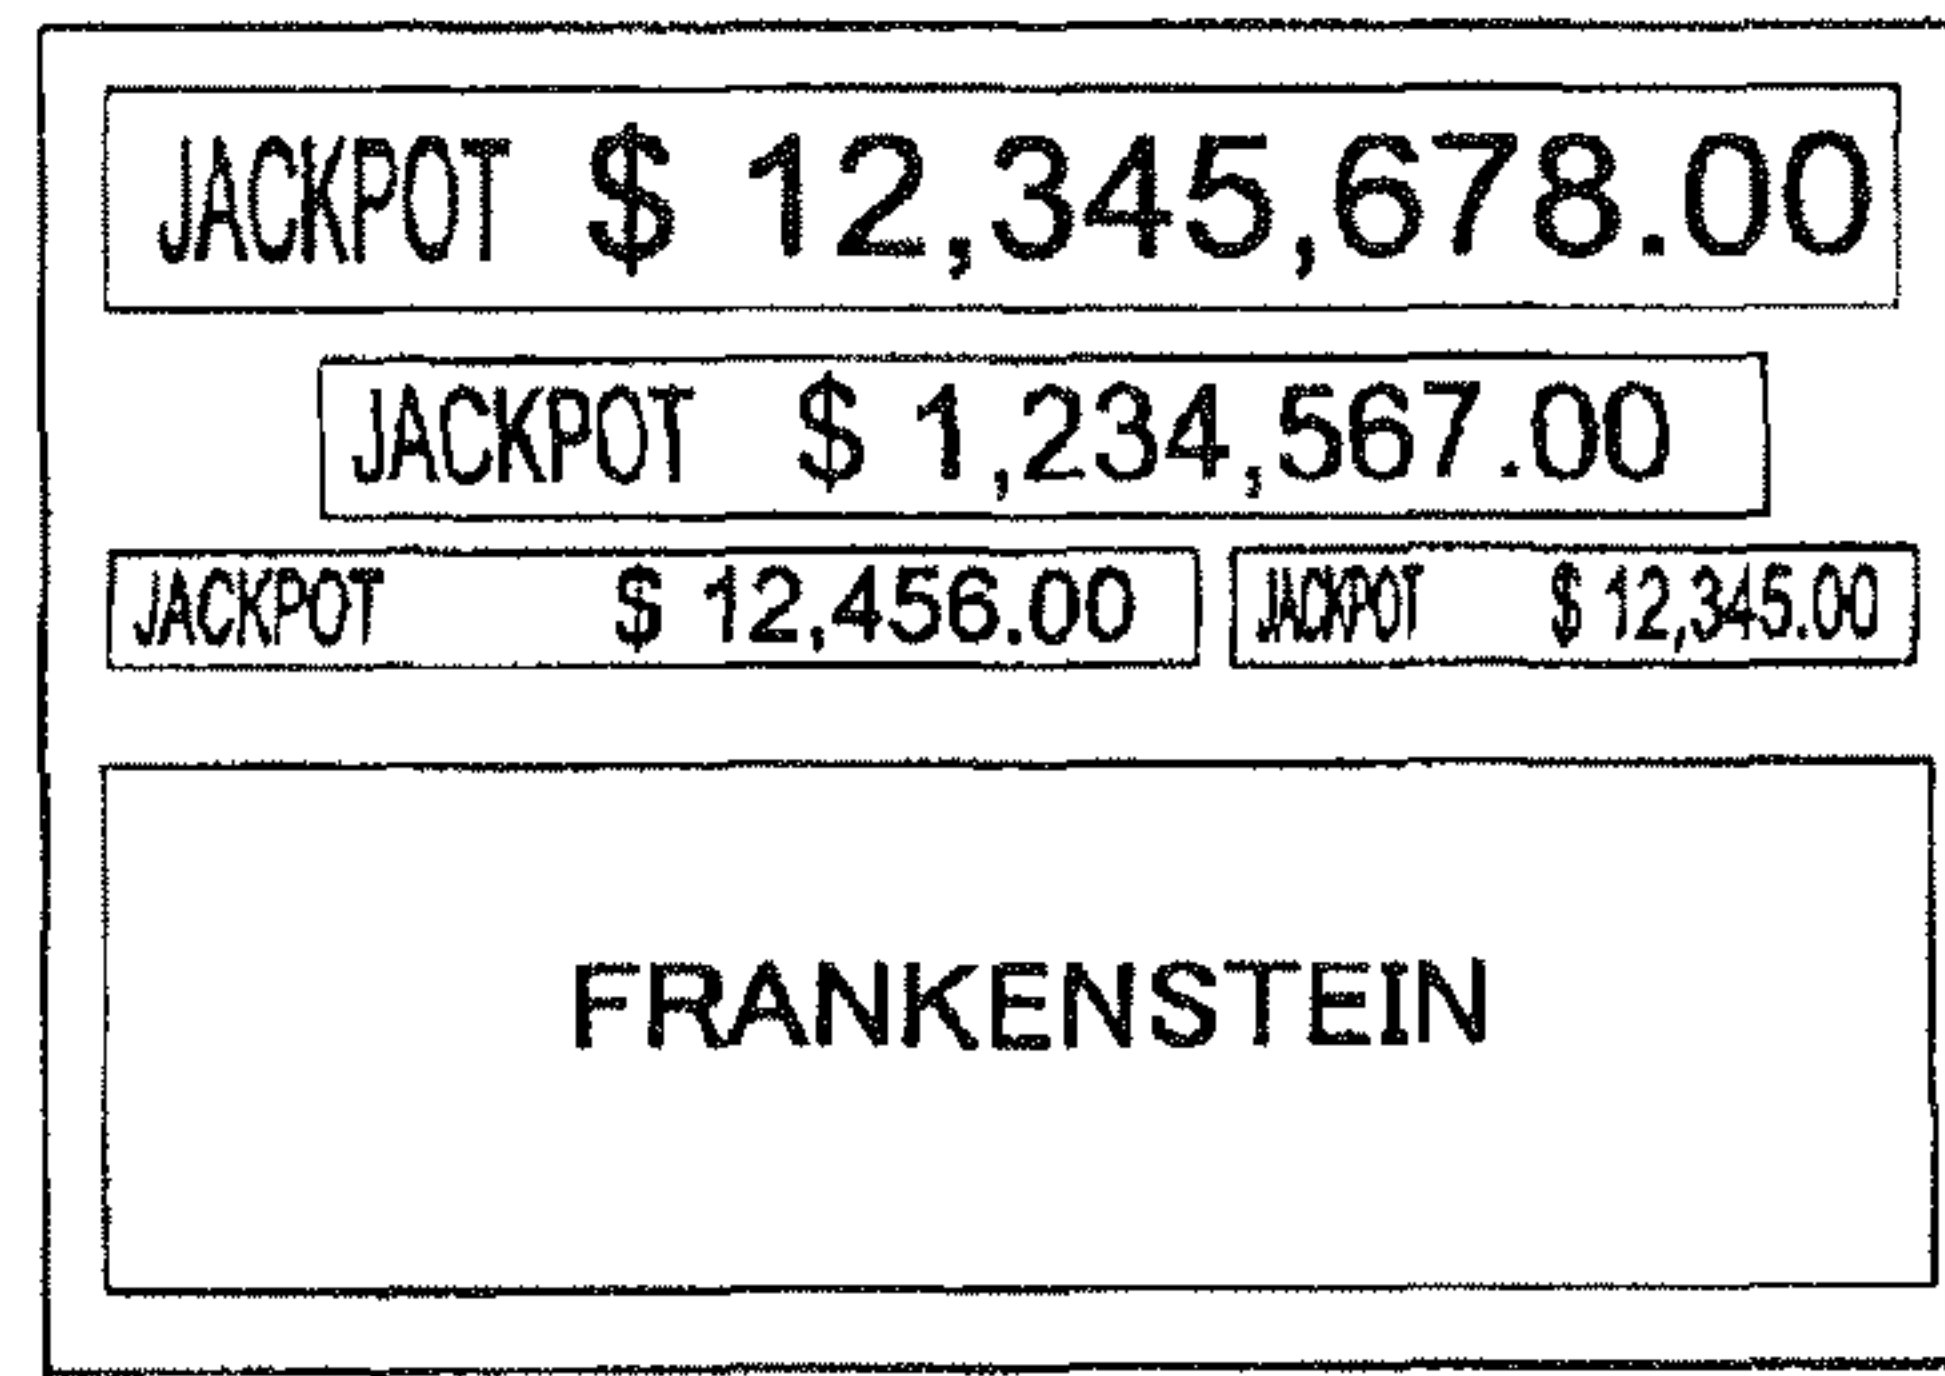 JACKPOT $ 12,345,678.00
JACKPOT $ 1,234,567.00
JACKPOT $ 12,456.00 JACKPOT $ 12,345.00
FRANKENSTEIN